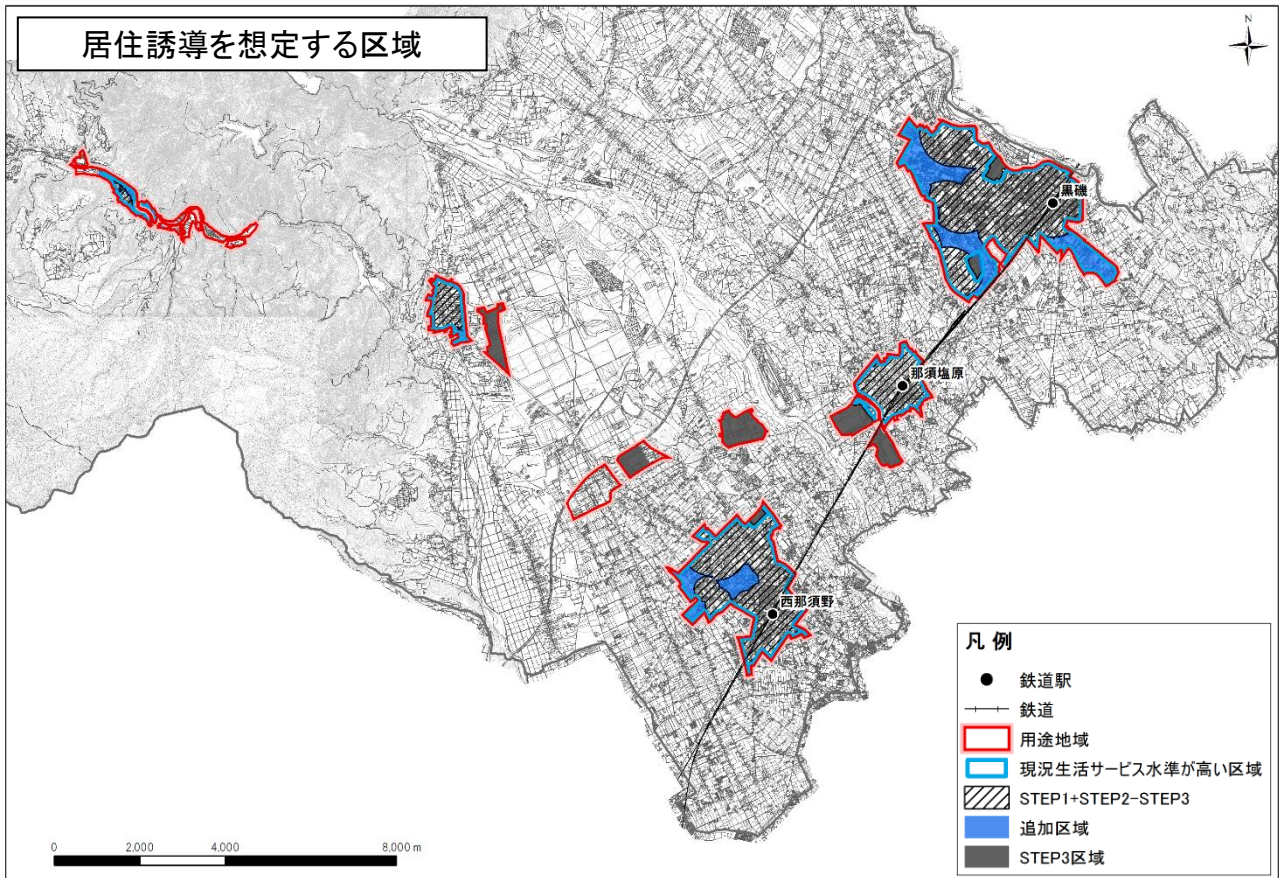 居住誘導を想定する区域
N
黒磯
那須塩原
西那須野
凡例
鉄道駅
鉄道
用途地域
現況生活サービス水準が高い区域
STEP1+STEP2-STEP3
追加区域
STEP3区域
0 2,000 4,000 8,000 m